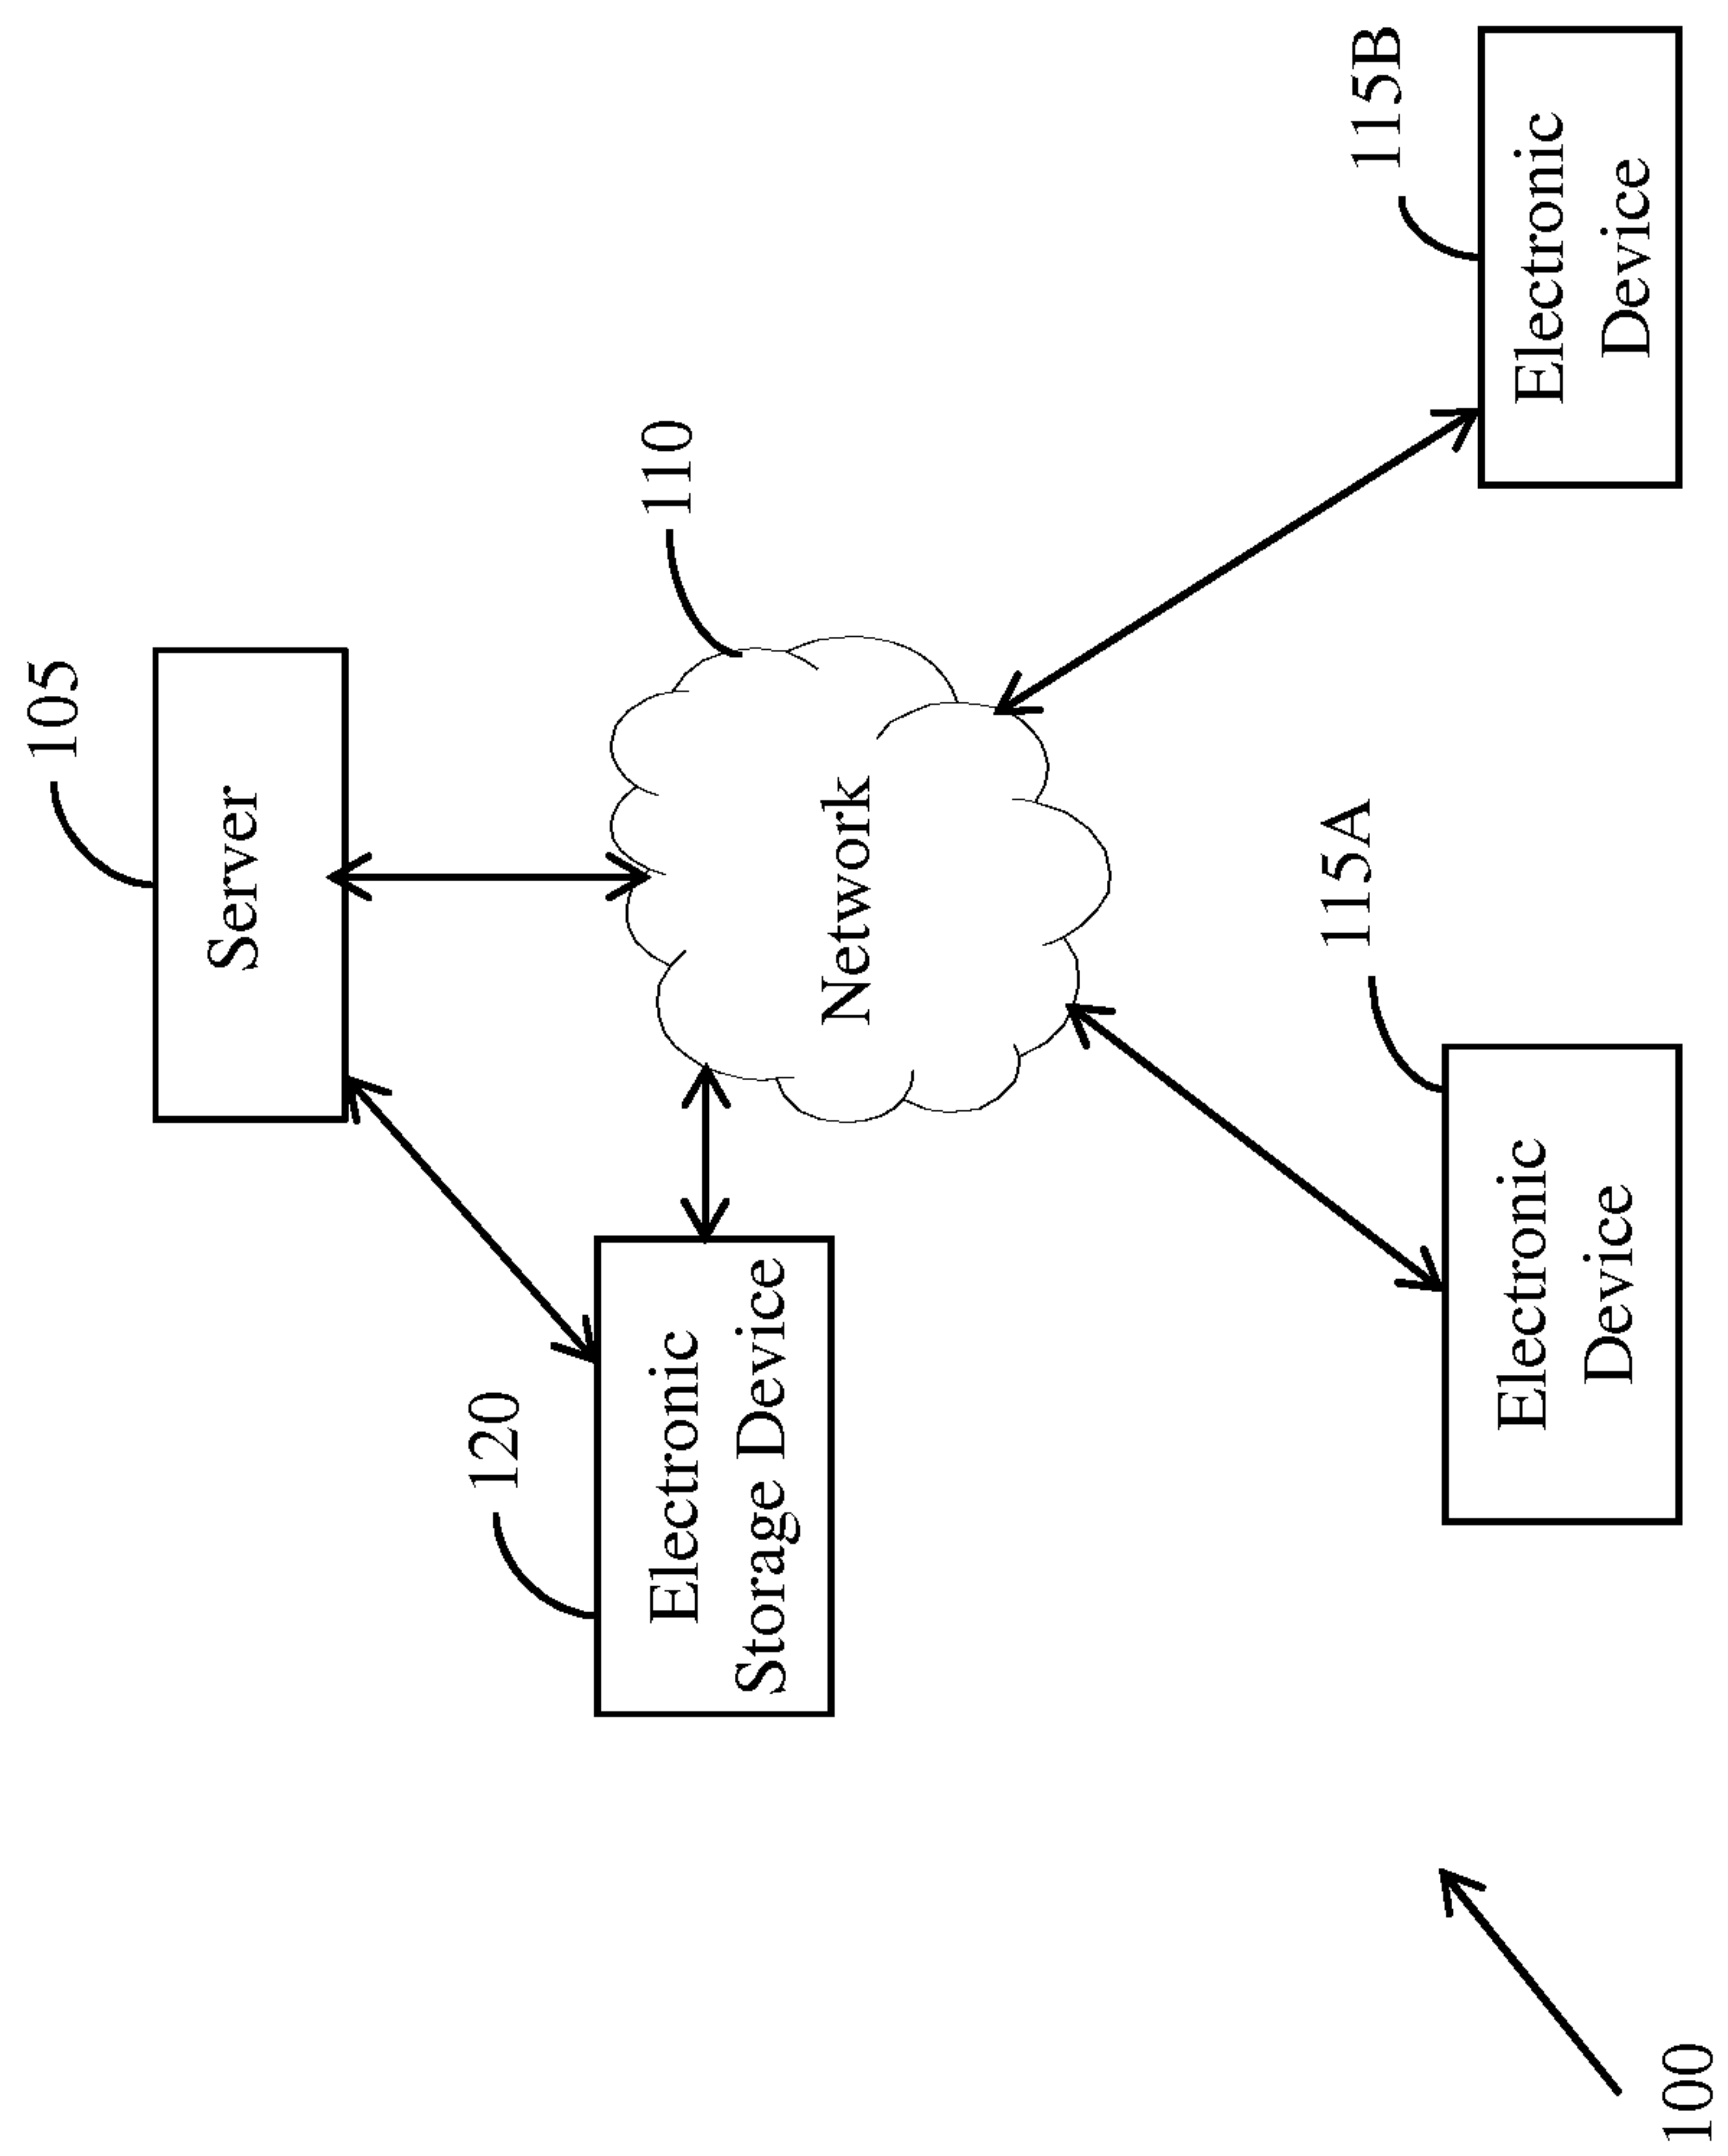 105
Server
120
Electronic
Storage Device
110
Network
115A
Electronic
Device
115B
Electronic
Device
100